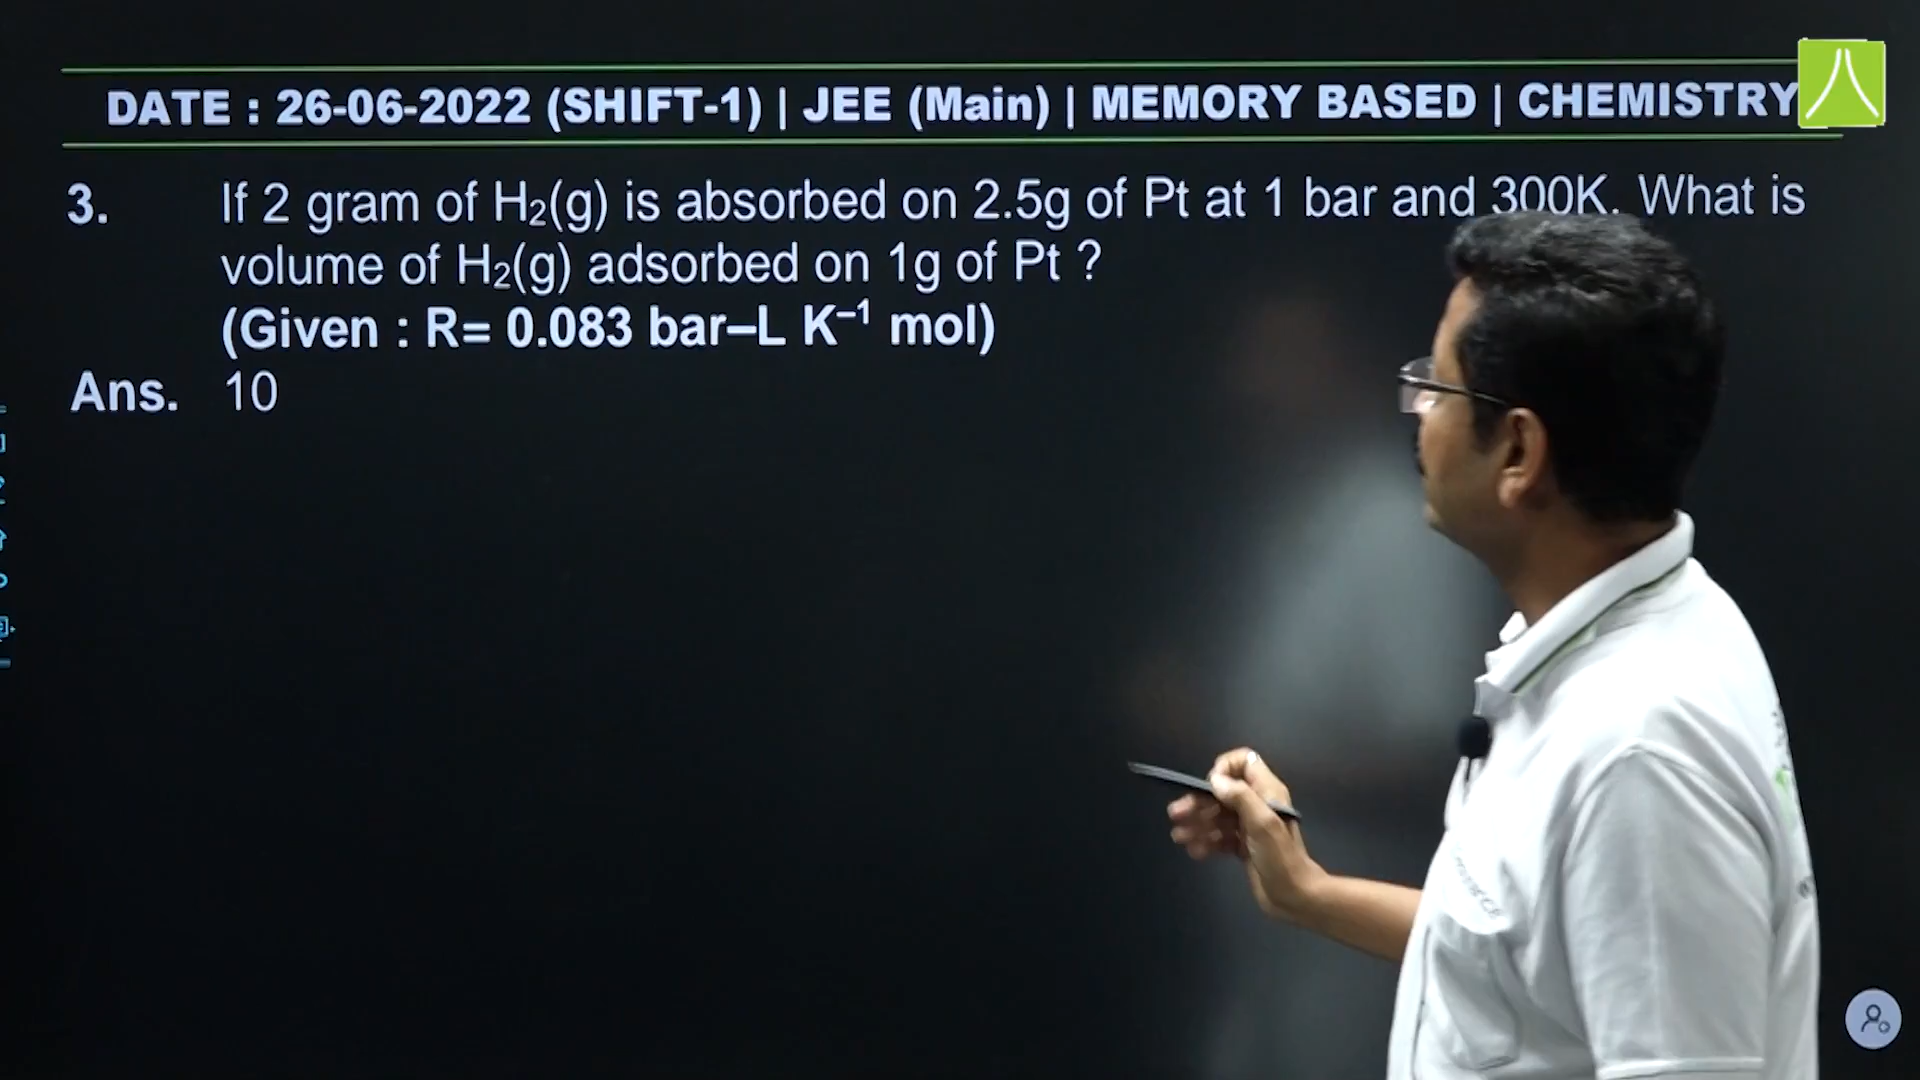 DATE : 26-06-2022 (SHIFT-1) | JEE (Main) | MEMORY BASED | CHEMISTRY
3. If 2 gram of H₂(g) is absorbed on 2.5g of Pt at 1 bar and 300K. What is
volume of H₂(g) adsorbed on 1g of Pt ?
(Given : R= 0.083 bar–L K⁻¹ mol)
Ans. 10